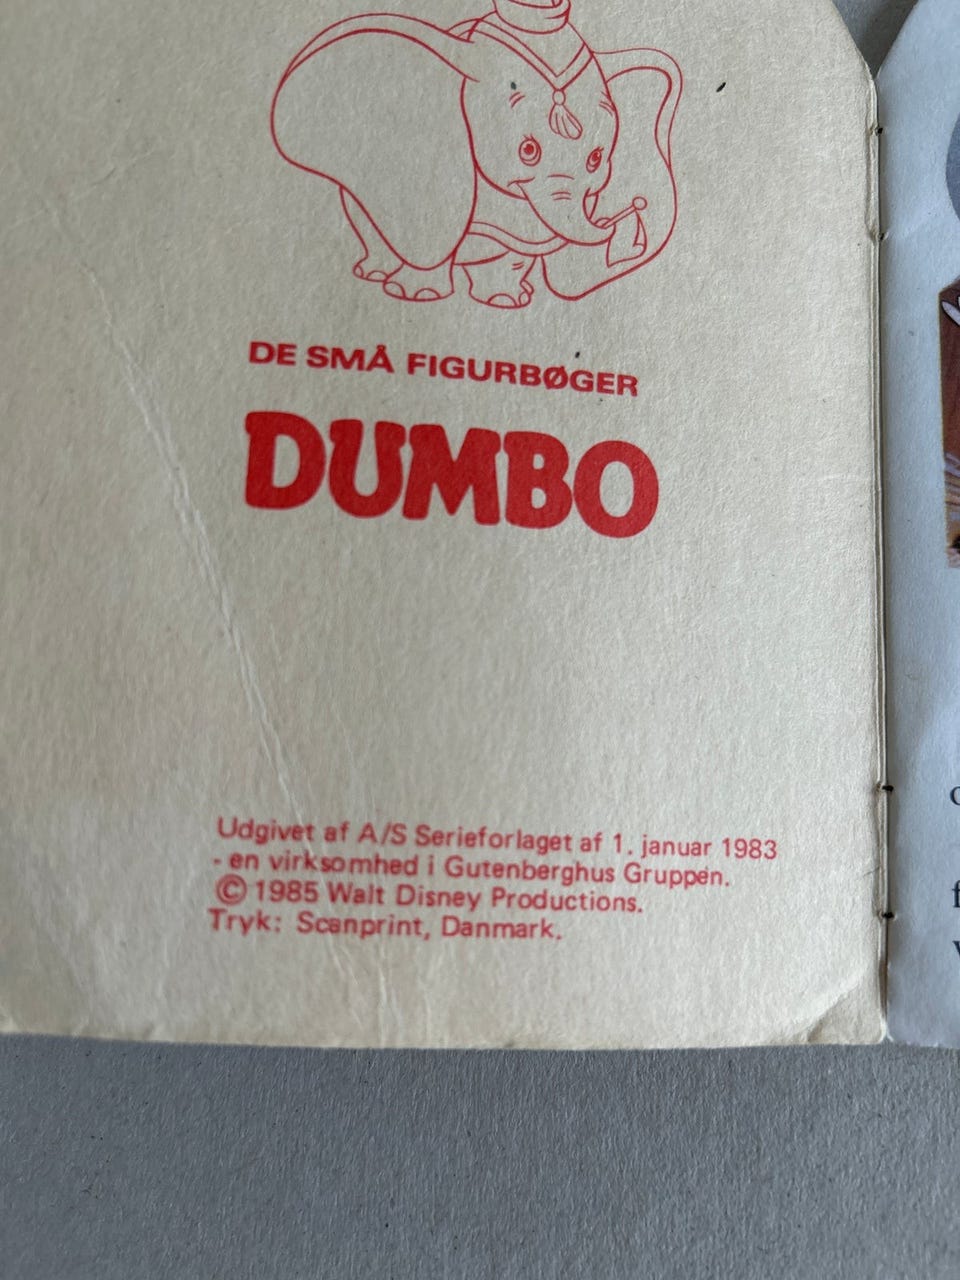 DE SMÅ FIGURBØGER
DUMBO
Udgivet af A/S Serieforlaget af 1. januar 1983
- en virksomhed i Gutenberghus Gruppen.
© 1985 Walt Disney Productions.
Tryk: Scanprint, Danmark.